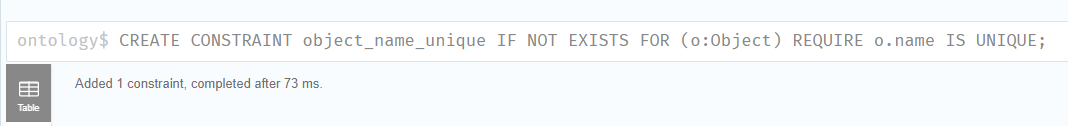 ontology$ CREATE CONSTRAINT object_name_unique IF NOT EXISTS FOR (o:Object) REQUIRE o.name IS UNIQUE;
Added 1 constraint, completed after 73 ms.
Table